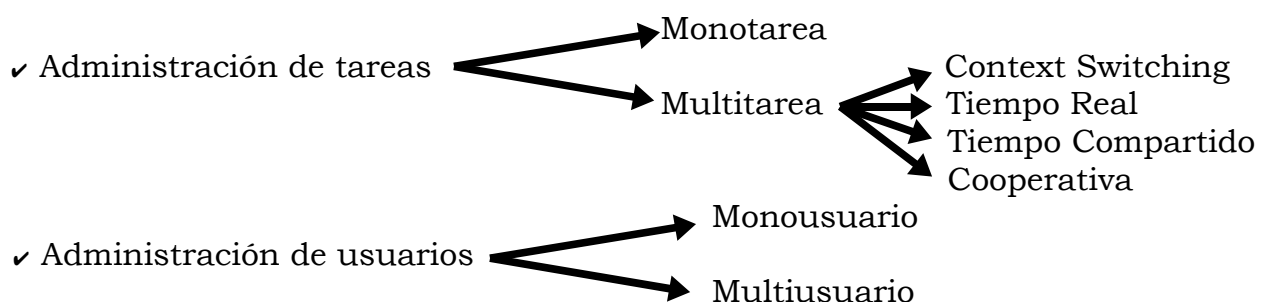 Monotarea
✔ Administración de tareas
Context Switching
Multitarea
Tiempo Real
Tiempo Compartido
Cooperativa
Monousuario
✔ Administración de usuarios
Multiusuario